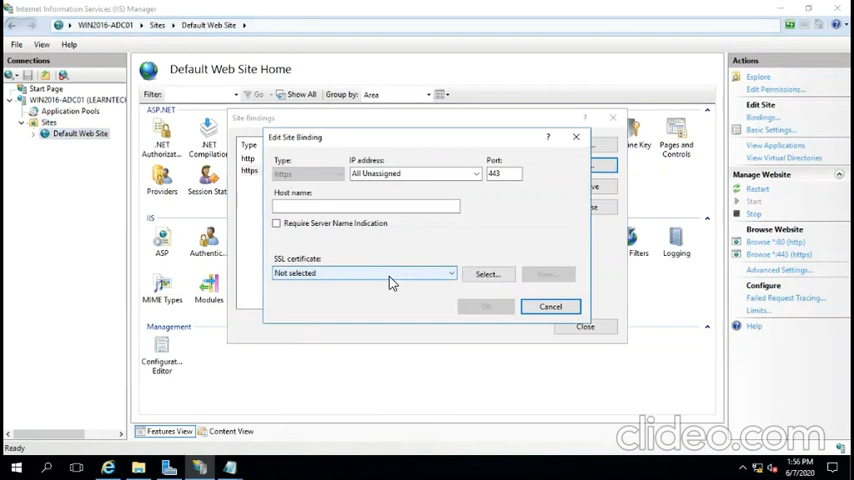 Internet Information Services (IIS) Manager
WIN2016-ADC01 ▸ Sites ▸ Default Web Site ▸
File View Help
Connections
Start Page
WIN2016-ADC01 (LEARNTEC
Application Pools
Sites
Default Web Site
Default Web Site Home
Filter: Go Show All Group by: Area
ASP.NET
.NET Authorizat...
.NET Compilation
Pages and Controls
Providers
Session Sta
IIS
ASP
Authentic...
Filters
Logging
MIME Types
Modules
Management
Configurat... Editor
Features View Content View
Ready
Site Bindings ?
Type
http
https
Close
Edit Site Binding ?
Type: IP address: Port:
https All Unassigned 443
Host name:
Require Server Name Indication
SSL certificate:
Not selected Select... View...
OK Cancel
Actions
Explore
Edit Permissions...
Edit Site
Bindings...
Basic Settings...
View Applications
View Virtual Directories
Manage Website
Restart
Start
Stop
Browse Website
Browse *:80 (http)
Browse *:443 (https)
Advanced Settings...
Configure
Failed Request Tracing...
Limits...
Help
clideo.com
1:56 PM
6/7/2020